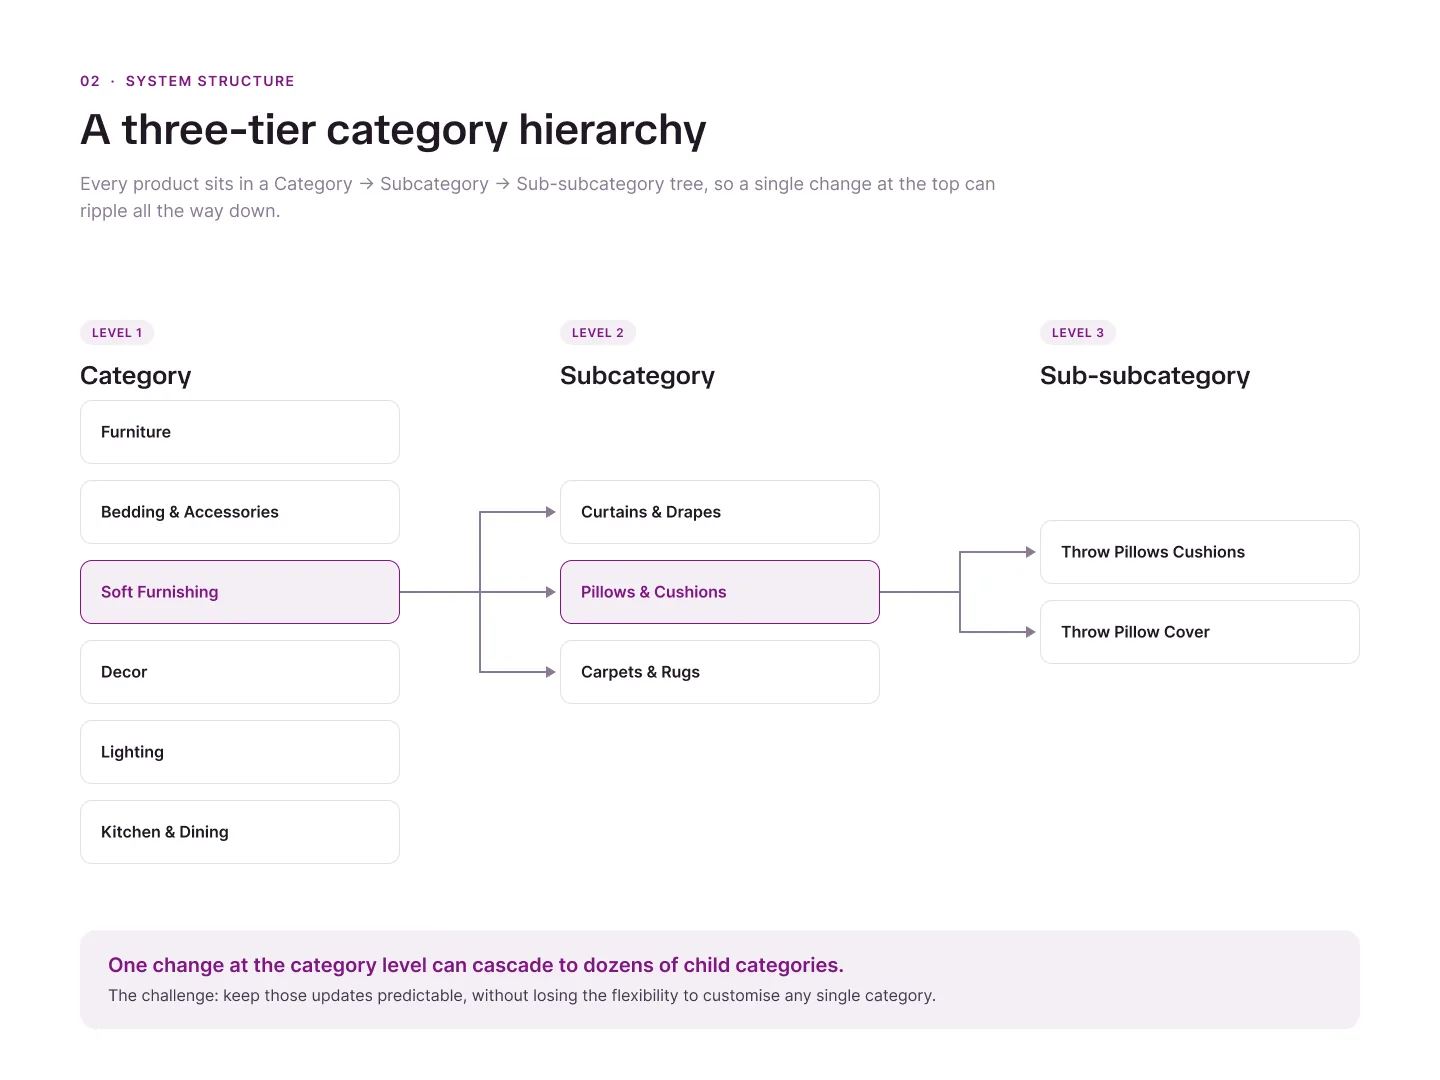 02 · SYSTEM STRUCTURE
A three-tier category hierarchy
Every product sits in a Category → Subcategory → Sub-subcategory tree, so a single change at the top can
ripple all the way down.
LEVEL 1
Category
Furniture
Bedding & Accessories
Soft Furnishing
Decor
Lighting
Kitchen & Dining
LEVEL 2
Subcategory
Curtains & Drapes
Pillows & Cushions
Carpets & Rugs
LEVEL 3
Sub-subcategory
Throw Pillows Cushions
Throw Pillow Cover
One change at the category level can cascade to dozens of child categories.
The challenge: keep those updates predictable, without losing the flexibility to customise any single category.